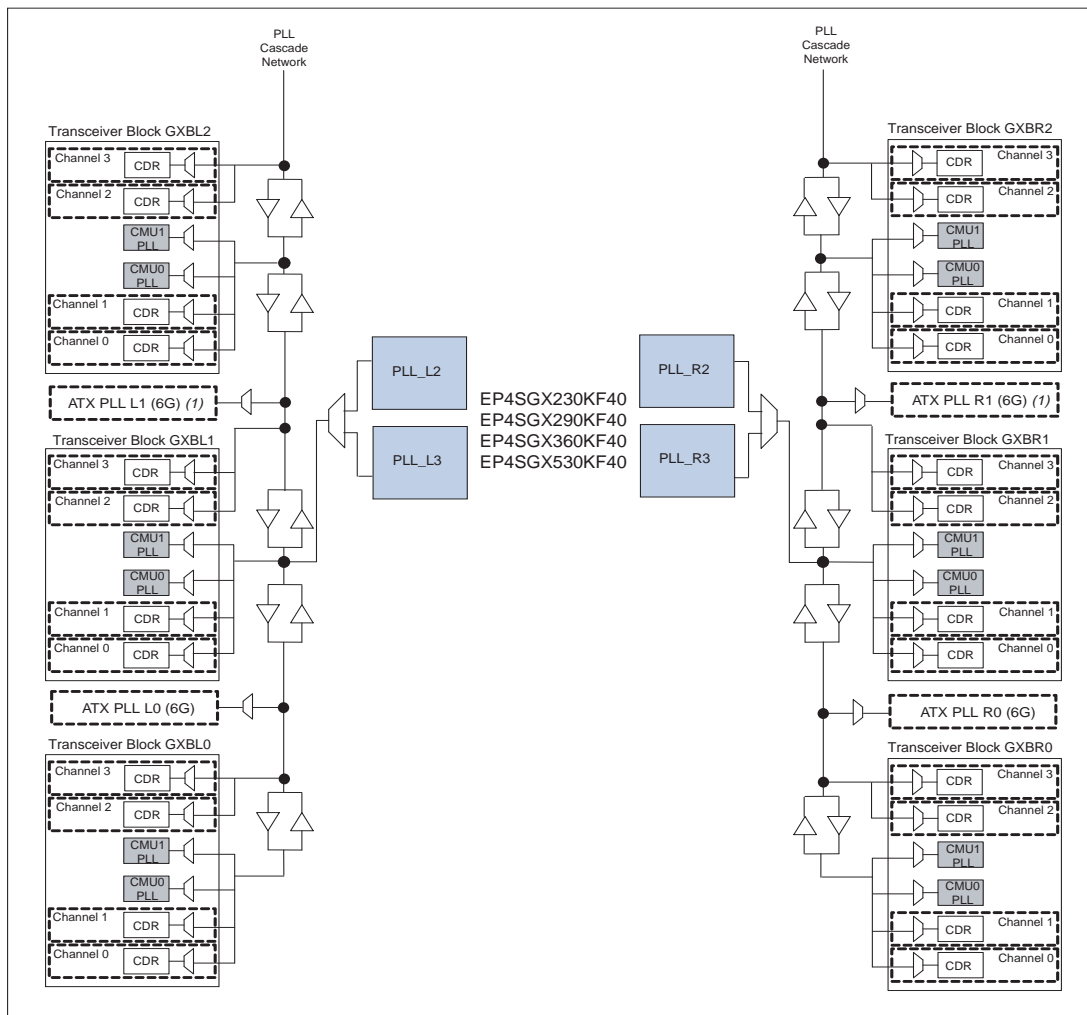 PLL
Cascade
Network
Transceiver Block GXBL2
Channel 3
CDR
Channel 2
CDR
CMU1
PLL
CMU0
PLL
Channel 1
CDR
Channel 0
CDR
ATX PLL L1 (6G) (1)
Transceiver Block GXBL1
Channel 3
CDR
Channel 2
CDR
CMU1
PLL
CMU0
PLL
Channel 1
CDR
Channel 0
CDR
ATX PLL L0 (6G)
Transceiver Block GXBL0
Channel 3
CDR
Channel 2
CDR
CMU1
PLL
CMU0
PLL
Channel 1
CDR
Channel 0
CDR
PLL_L2
PLL_L3
EP4SGX230KF40
EP4SGX290KF40
EP4SGX360KF40
EP4SGX530KF40
PLL_R2
PLL_R3
PLL
Cascade
Network
Transceiver Block GXBR2
Channel 3
CDR
Channel 2
CDR
CMU1
PLL
CMU0
PLL
Channel 1
CDR
Channel 0
CDR
ATX PLL R1 (6G) (1)
Transceiver Block GXBR1
Channel 3
CDR
Channel 2
CDR
CMU1
PLL
CMU0
PLL
Channel 1
CDR
Channel 0
CDR
ATX PLL R0 (6G)
Transceiver Block GXBR0
Channel 3
CDR
Channel 2
CDR
CMU1
PLL
CMU0
PLL
Channel 1
CDR
Channel 0
CDR